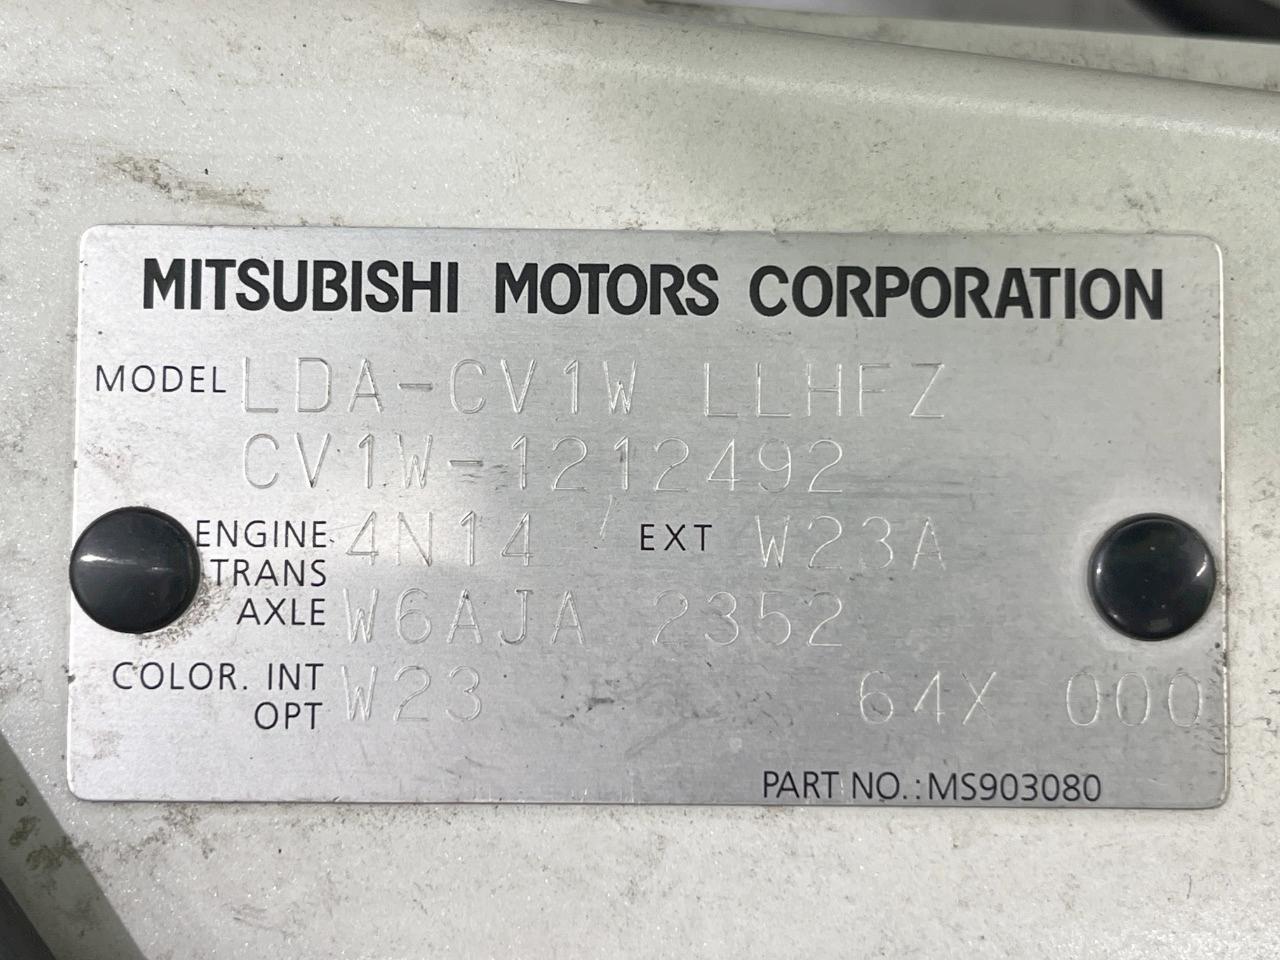 MITSUBISHI MOTORS CORPORATION
MODEL LDA-CV1W LLHFZ
CV1W-1212492
ENGINE 4N14 / EXT W23A
TRANS
AXLE W6AJA 2352
COLOR. INT W23 64X 000
OPT
PART NO.:MS903080